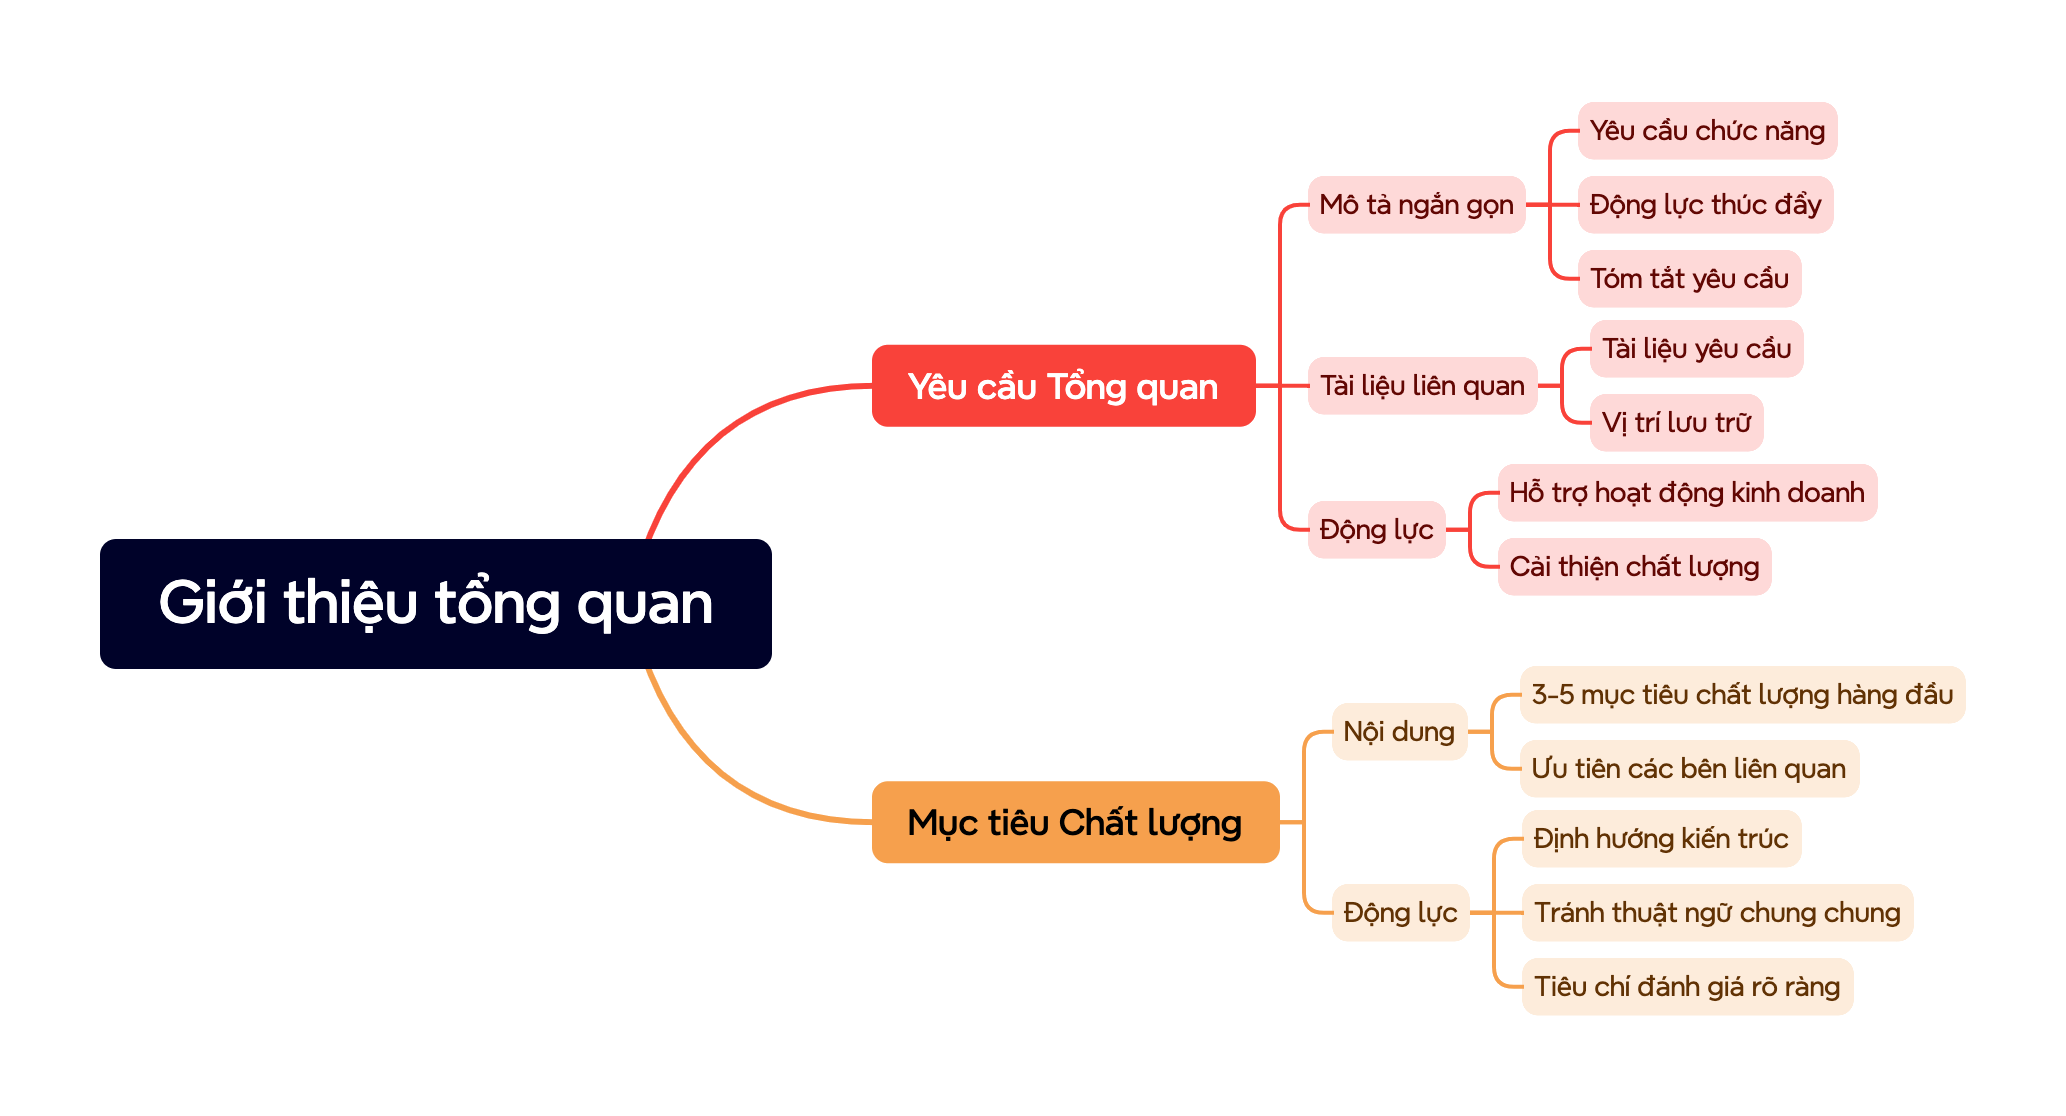 Giới thiệu tổng quan
Yêu cầu Tổng quan
Mô tả ngắn gọn
Yêu cầu chức năng
Động lực thúc đẩy
Tóm tắt yêu cầu
Tài liệu liên quan
Tài liệu yêu cầu
Vị trí lưu trữ
Động lực
Hỗ trợ hoạt động kinh doanh
Cải thiện chất lượng
Mục tiêu Chất lượng
Nội dung
3-5 mục tiêu chất lượng hàng đầu
Ưu tiên các bên liên quan
Động lực
Định hướng kiến trúc
Tránh thuật ngữ chung chung
Tiêu chí đánh giá rõ ràng